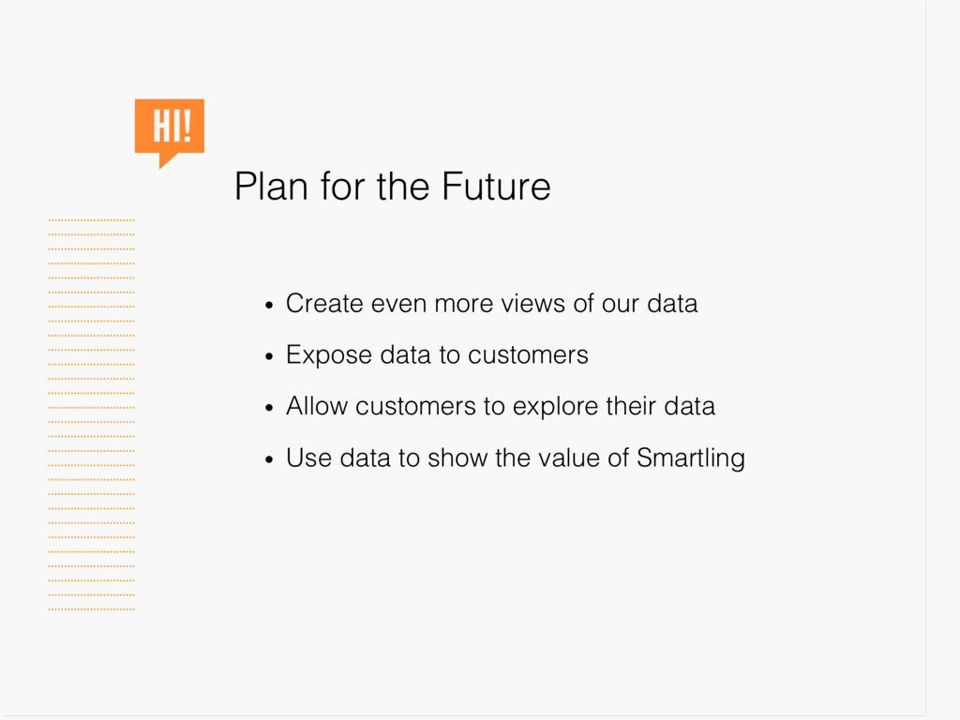 HI!
Plan for the Future
• Create even more views of our data
• Expose data to customers
• Allow customers to explore their data
• Use data to show the value of Smartling